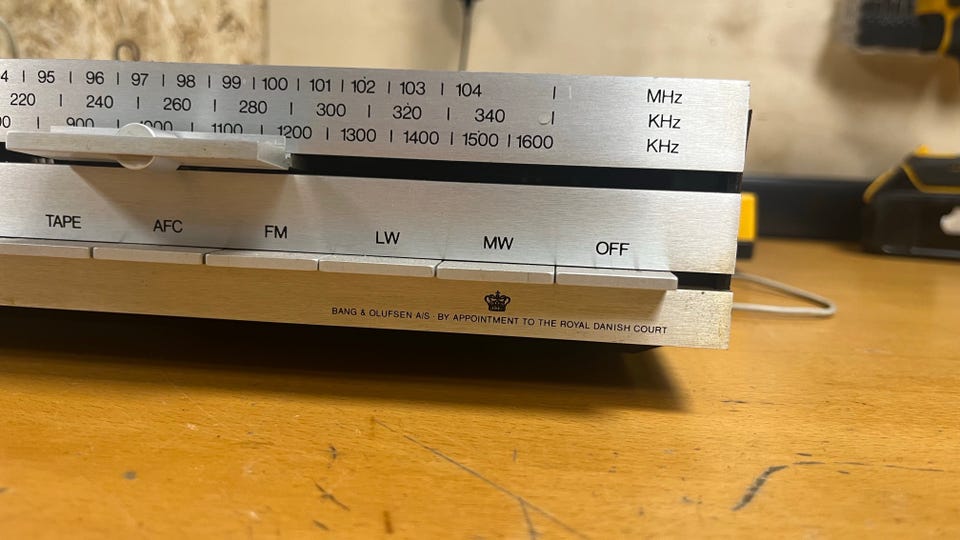 4 | 95 | 96 | 97 | 98 | 99 | 100 | 101 | 102 | 103 | 104 | MHz
220 | 240 | 260 | 280 | 300 | 320 | 340 | KHz
900 | 1000 | 1100 | 1200 | 1300 | 1400 | 1500 | 1600 KHz
TAPE AFC FM LW MW OFF
BANG & OLUFSEN A/S · BY APPOINTMENT TO THE ROYAL DANISH COURT